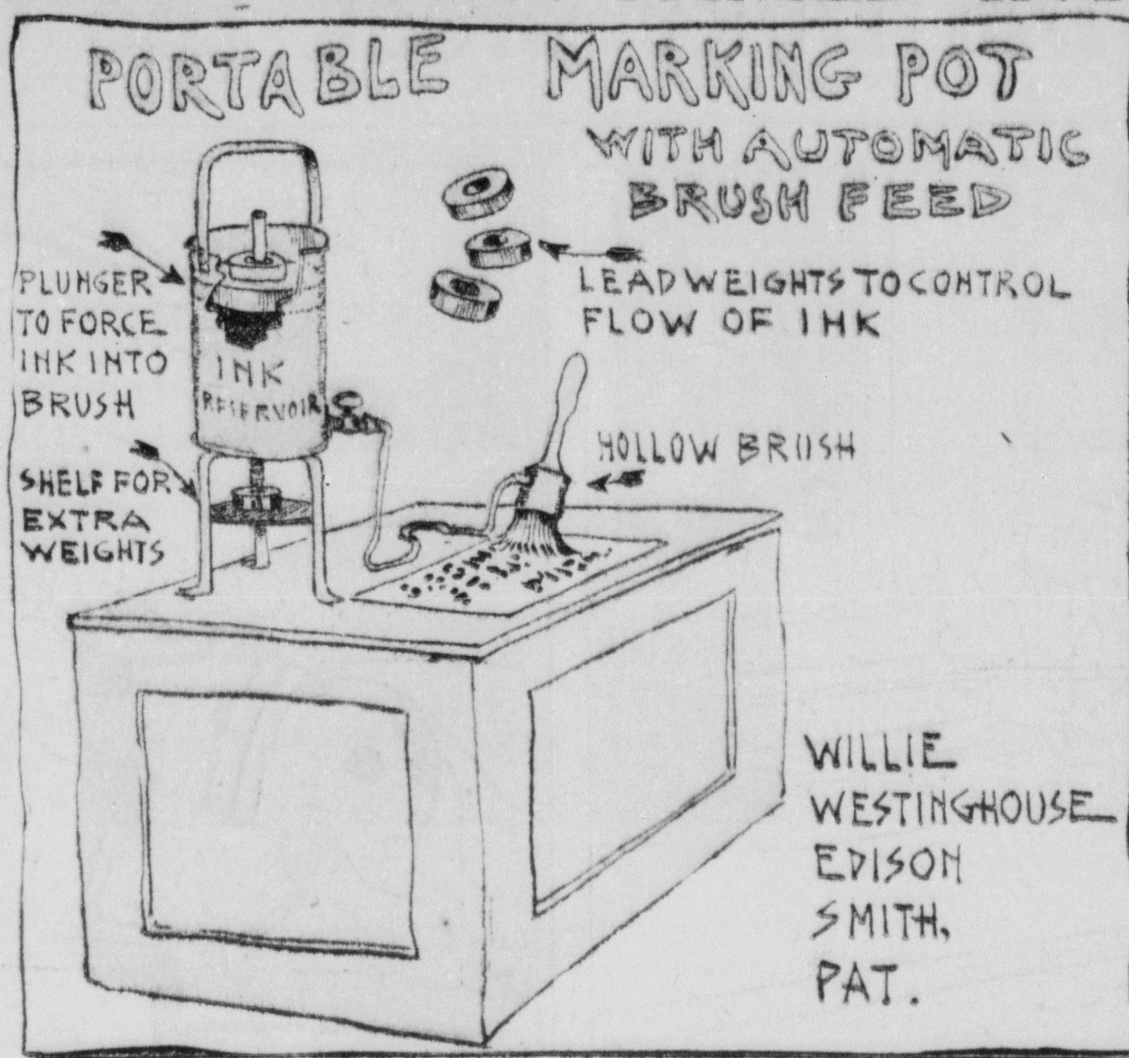 PORTABLE MARKING POT
WITH AUTOMATIC
BRUSH FEED
PLUNGER
TO FORCE
INK INTO
BRUSH
LEAD WEIGHTS TO CONTROL
FLOW OF INK
INK
RESERVOIR
HOLLOW BRUSH
SHELF FOR
EXTRA
WEIGHTS
WILLIE
WESTINGHOUSE
EDISON
SMITH,
PAT.